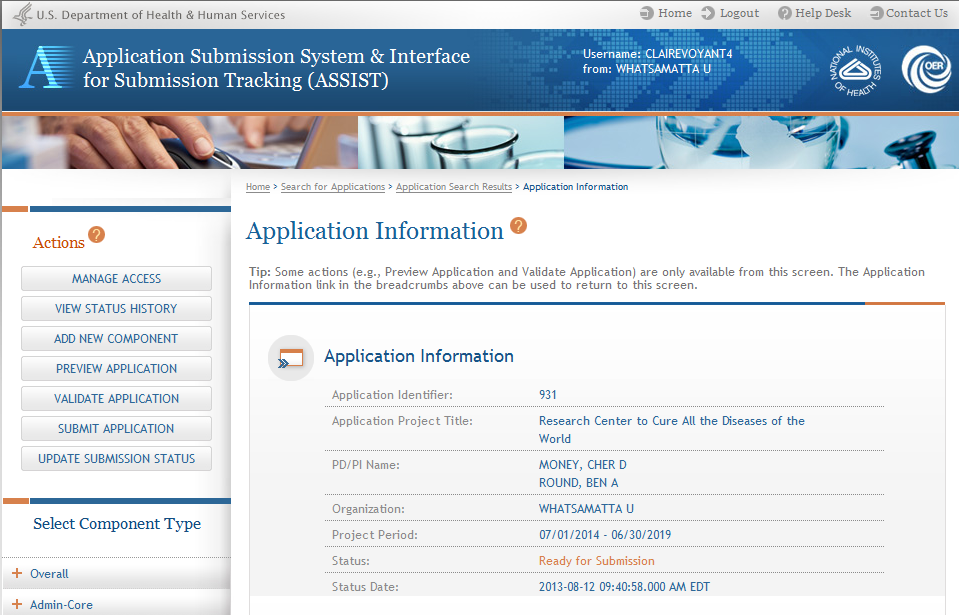 U.S. Department of Health & Human Services
Home Logout ? Help Desk Contact Us
A
Application Submission System & Interface
for Submission Tracking (ASSIST)
Username: CLAIREVOYANT4
from: WHATSAMATTA U
NATIONAL INSTITUTES OF HEALTH
OER
Home > Search for Applications > Application Search Results > Application Information
Actions ?
MANAGE ACCESS
VIEW STATUS HISTORY
ADD NEW COMPONENT
PREVIEW APPLICATION
VALIDATE APPLICATION
SUBMIT APPLICATION
UPDATE SUBMISSION STATUS
Select Component Type
+ Overall
+ Admin-Core
Application Information ?
Tip: Some actions (e.g., Preview Application and Validate Application) are only available from this screen. The Application
Information link in the breadcrumbs above can be used to return to this screen.
Application Information
Application Identifier: 931
Application Project Title: Research Center to Cure All the Diseases of the
World
PD/PI Name: MONEY, CHER D
ROUND, BEN A
Organization: WHATSAMATTA U
Project Period: 07/01/2014 - 06/30/2019
Status: Ready for Submission
Status Date: 2013-08-12 09:40:58.000 AM EDT